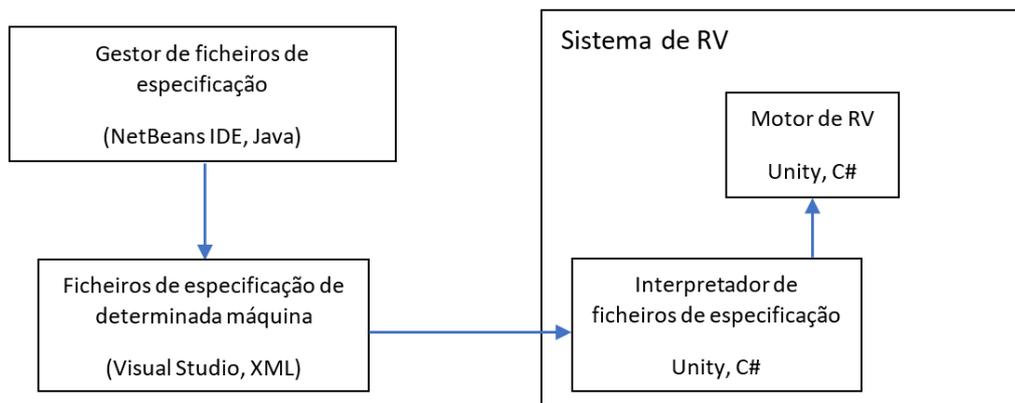 Gestor de ficheiros de
especificação
(NetBeans IDE, Java)
Ficheiros de especificação de
determinada máquina
(Visual Studio, XML)
Sistema de RV
Motor de RV
Unity, C#
Interpretador de
ficheiros de especificação
Unity, C#